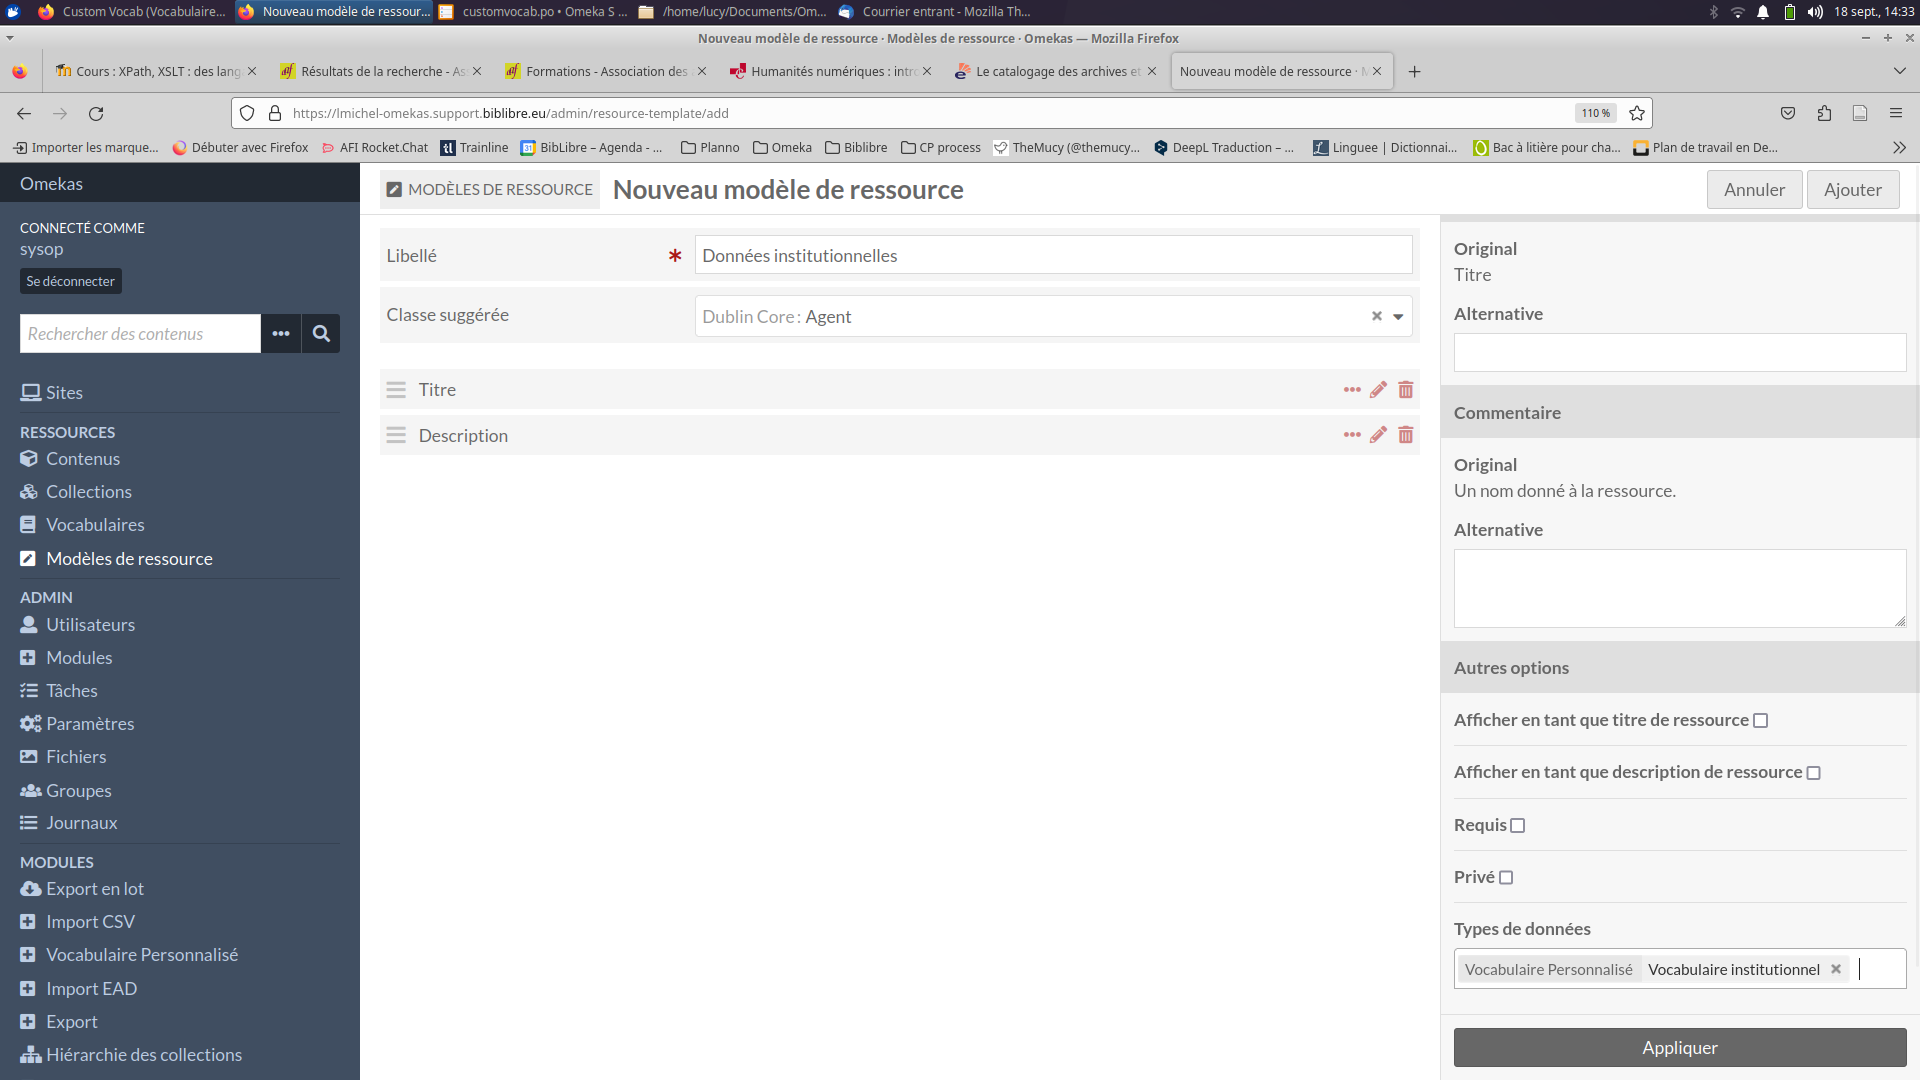 Custom Vocab (Vocabulaire...
Nouveau modèle de ressour...
customvocab.po • Omeka S ...
/home/lucy/Documents/Om...
Courrier entrant - Mozilla Th...
18 sept., 14:33
Nouveau modèle de ressource · Modèles de ressource · Omekas — Mozilla Firefox
Cours : XPath, XSLT : des lang
Résultats de la recherche - As
Formations - Association des
Humanités numériques : intro
Le catalogage des archives et
Nouveau modèle de ressource · M
https://lmichel-omekas.support.biblibre.eu/admin/resource-template/add
110 %
Importer les marque...
Débuter avec Firefox
AFI Rocket.Chat
Trainline
BibLibre – Agenda - ...
Planno
Omeka
Biblibre
CP process
TheMucy (@themucy...
DeepL Traduction – ...
Linguee | Dictionnai...
Bac à litière pour cha...
Plan de travail en De...
Omekas
CONNECTÉ COMME
sysop
Se déconnecter
Rechercher des contenus
Sites
RESSOURCES
Contenus
Collections
Vocabulaires
Modèles de ressource
ADMIN
Utilisateurs
Modules
Tâches
Paramètres
Fichiers
Groupes
Journaux
MODULES
Export en lot
Import CSV
Vocabulaire Personnalisé
Import EAD
Export
Hiérarchie des collections
MODÈLES DE RESSOURCE
Nouveau modèle de ressource
Annuler
Ajouter
Libellé
Données institutionnelles
Classe suggérée
Dublin Core : Agent
Titre
Description
Original
Titre
Alternative
Commentaire
Original
Un nom donné à la ressource.
Alternative
Autres options
Afficher en tant que titre de ressource
Afficher en tant que description de ressource
Requis
Privé
Types de données
Vocabulaire Personnalisé Vocabulaire institutionnel
Appliquer